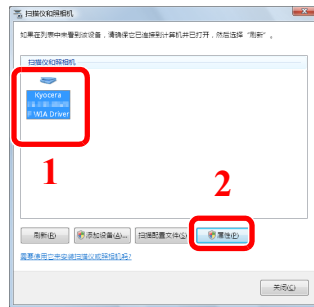 扫描仪和照相机
如果在列表中未看到该设备，请确保它已连接到计算机并已打开，然后选择“刷新”。
扫描仪和照相机
Kyocera
WIA Driver
1
2
刷新(R)
添加设备(A)...
扫描配置文件(S)
属性(P)
需要使用它来安装扫描仪或照相机吗?
关闭(C)